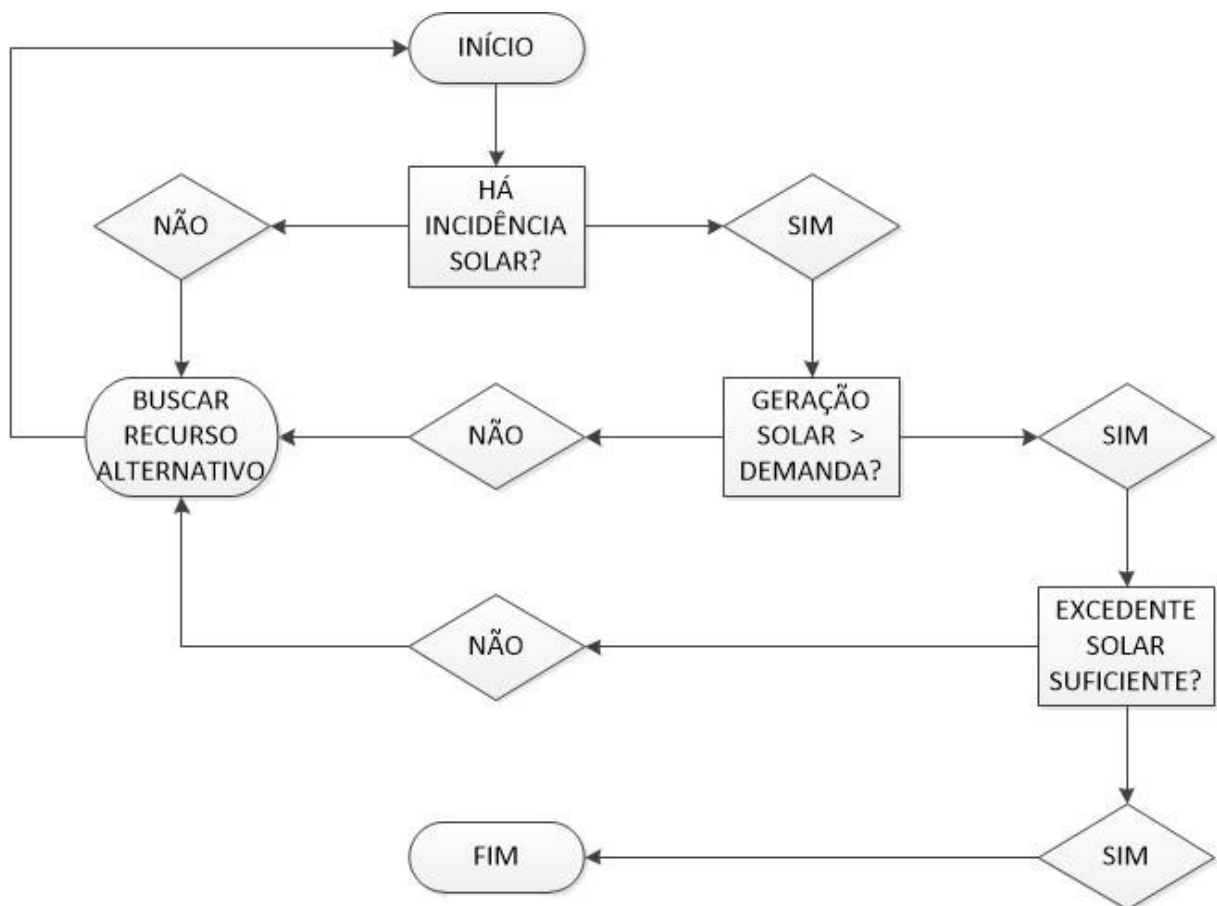 INÍCIO
HÁ
INCIDÊNCIA
SOLAR?
NÃO
SIM
BUSCAR
RECURSO
ALTERNATIVO
NÃO
GERAÇÃO
SOLAR >
DEMANDA?
SIM
NÃO
EXCEDENTE
SOLAR
SUFICIENTE?
FIM
SIM